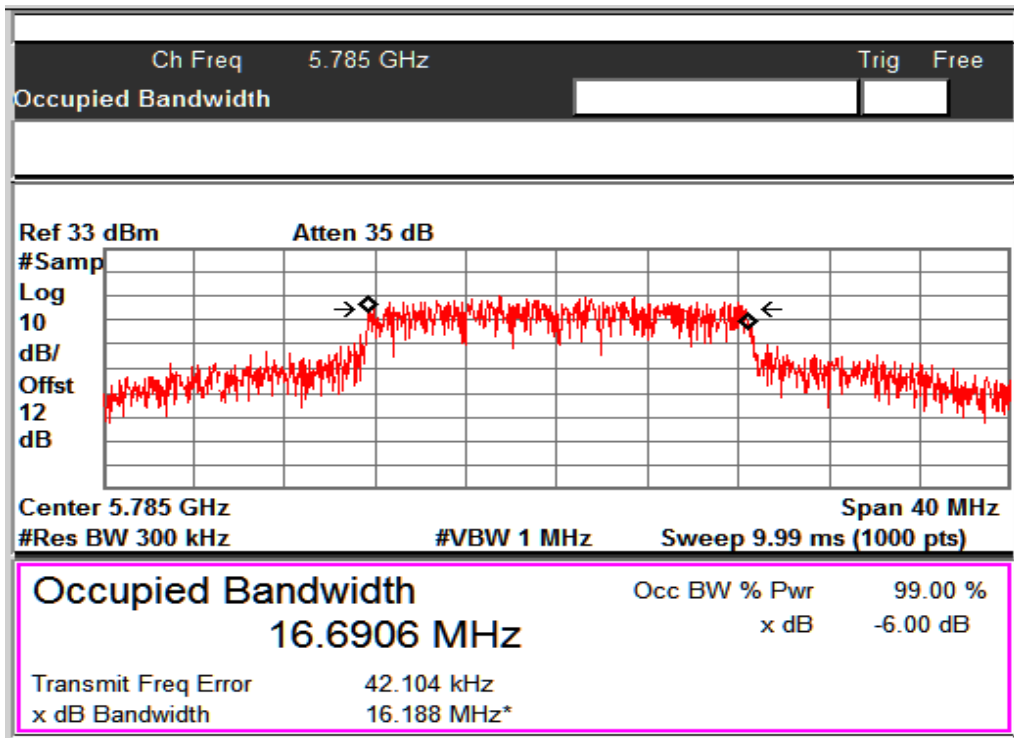 Ch Freq 5.785 GHz Trig Free
Occupied Bandwidth
Ref 33 dBm Atten 35 dB
#Samp
Log
10
dB/
Offst
12
dB
Center 5.785 GHz Span 40 MHz
#Res BW 300 kHz #VBW 1 MHz Sweep 9.99 ms (1000 pts)
Occupied Bandwidth Occ BW % Pwr 99.00 %
16.6906 MHz x dB -6.00 dB
Transmit Freq Error 42.104 kHz
x dB Bandwidth 16.188 MHz*